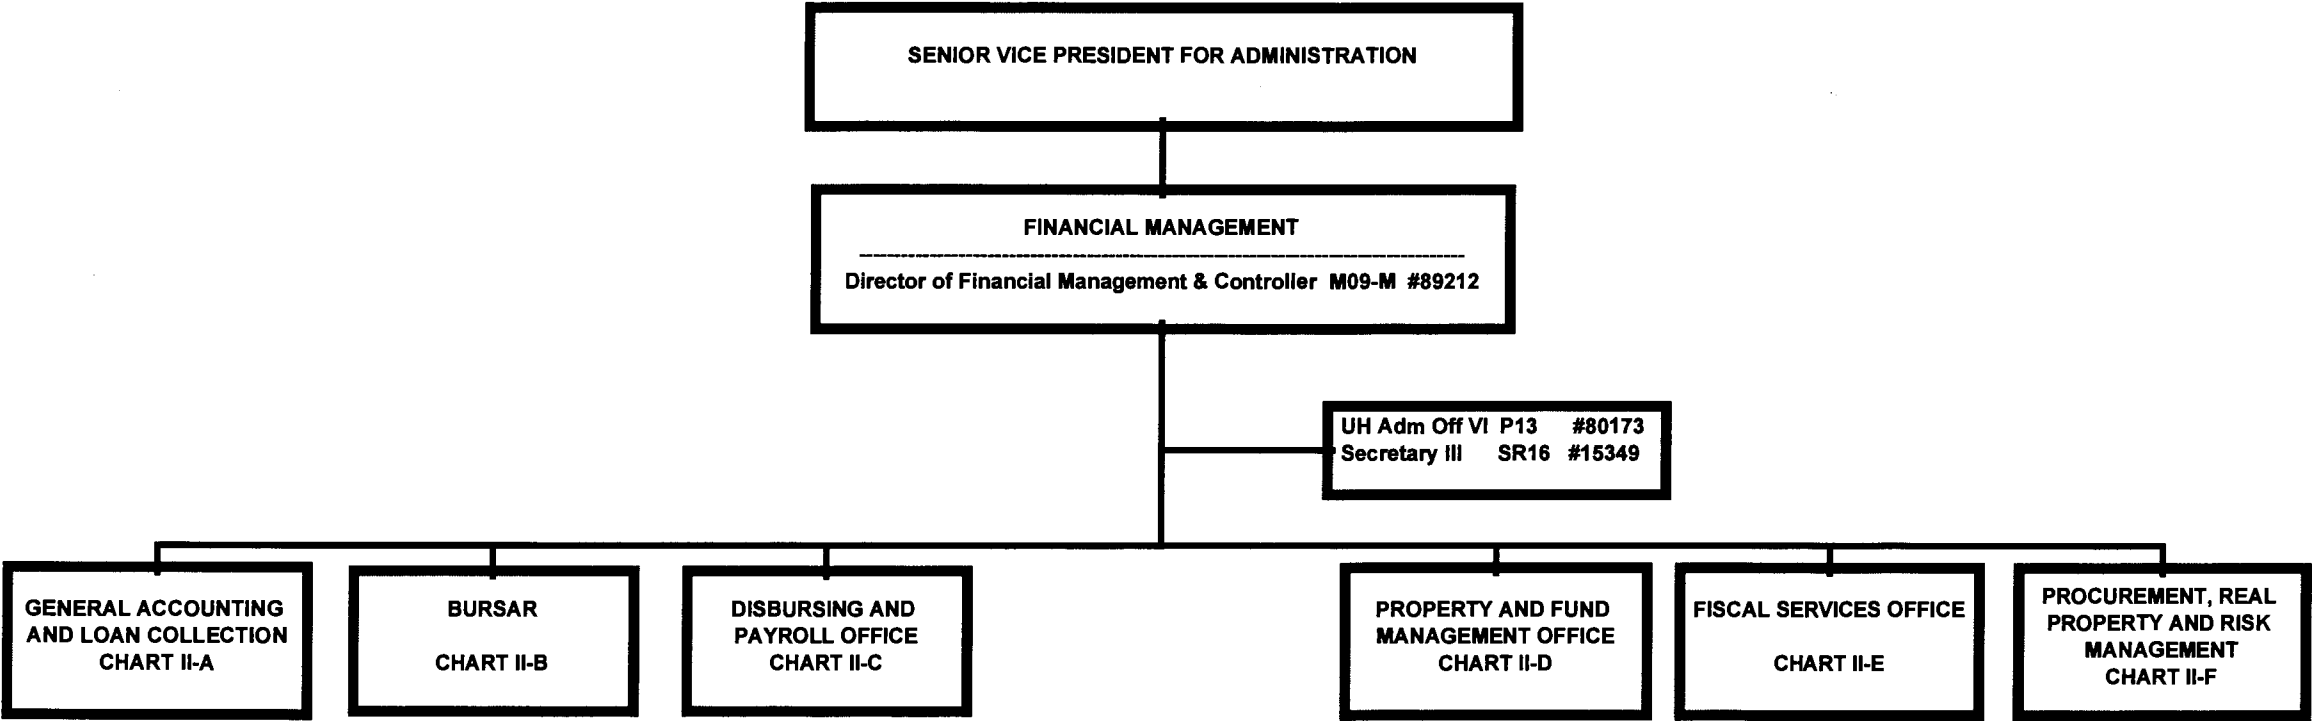 SENIOR VICE PRESIDENT FOR ADMINISTRATION
FINANCIAL MANAGEMENT
Director of Financial Management & Controller M09-M #89212
UH Adm Off VI P13 #80173
Secretary III SR16 #15349
GENERAL ACCOUNTING
AND LOAN COLLECTION
CHART II-A
BURSAR
CHART II-B
DISBURSING AND
PAYROLL OFFICE
CHART II-C
PROPERTY AND FUND
MANAGEMENT OFFICE
CHART II-D
FISCAL SERVICES OFFICE
CHART II-E
PROCUREMENT, REAL
PROPERTY AND RISK
MANAGEMENT
CHART II-F